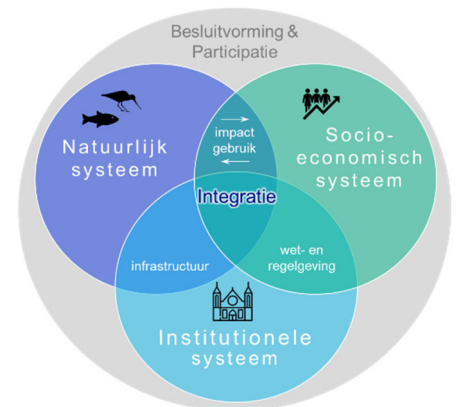 Besluitvorming &
Participatie
Natuurlijk
systeem
impact
gebruik
Socio-
economisch
systeem
Integratie
infrastructuur
wet- en
regelgeving
Institutionele
systeem